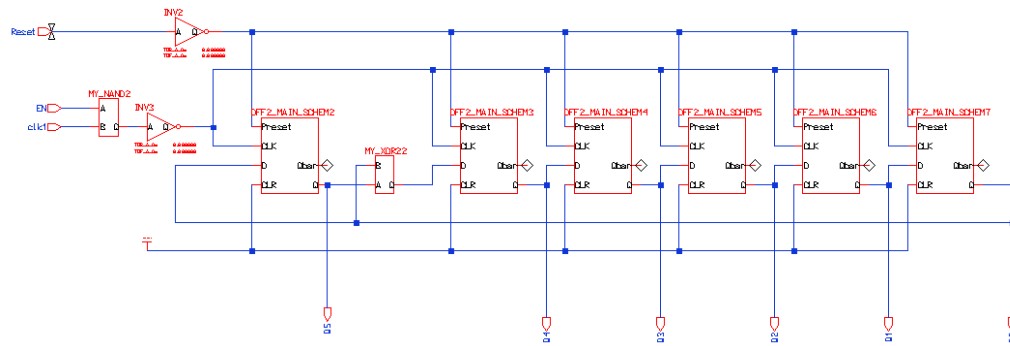 INV2
Reset
A Q
MY_NAND2
INV3
EN
A
clk1
B Q
A Q
DFF2_MAIN_SCHEM2
DFF2_MAIN_SCHEM3
DFF2_MAIN_SCHEM4
DFF2_MAIN_SCHEM5
DFF2_MAIN_SCHEM6
DFF2_MAIN_SCHEM7
Preset
Preset
Preset
Preset
Preset
Preset
CLK
CLK
CLK
CLK
CLK
CLK
MY_XOR22
D Qbar
B
D Qbar
D Qbar
D Qbar
D Qbar
D Qbar
CLR Q
A Q
CLR Q
CLR Q
CLR Q
CLR Q
CLR Q
Q5
Q4
Q3
Q2
Q1